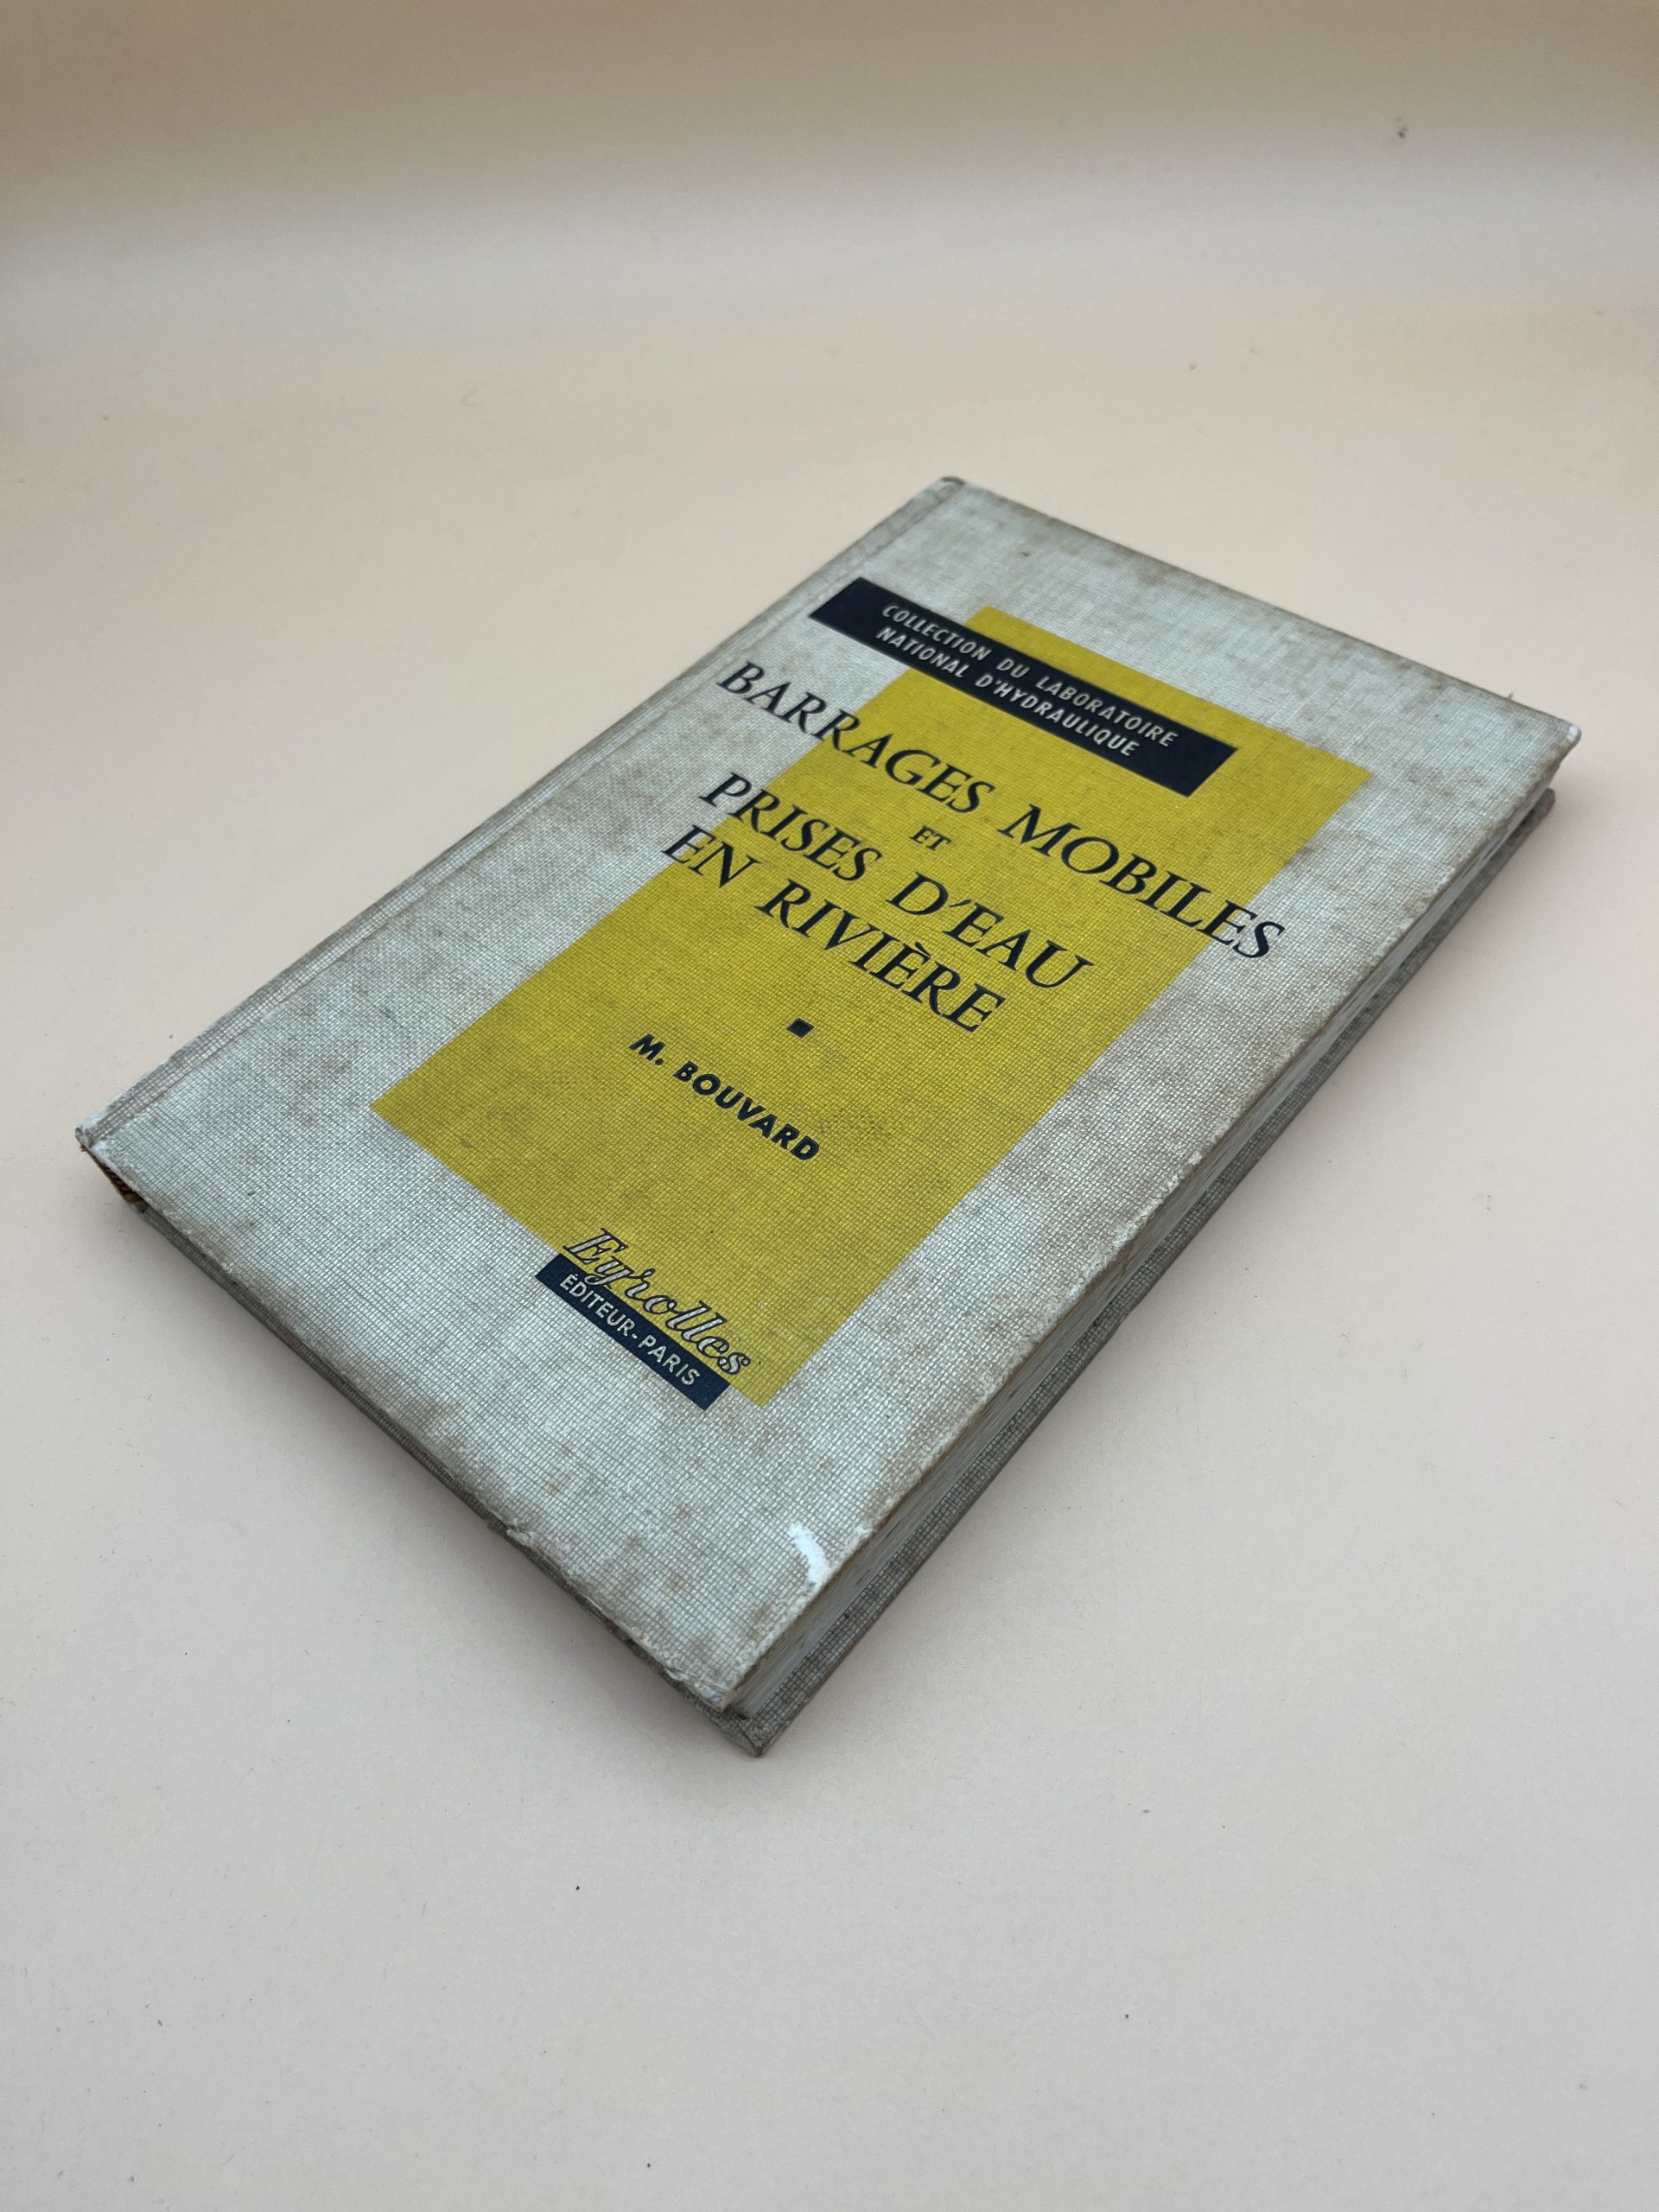 COLLECTION DU LABORATOIRE
NATIONAL D'HYDRAULIQUE
BARRAGES MOBILES
ET
PRISES D'EAU
EN RIVIÈRE
M. BOUVARD
Eyrolles
ÉDITEUR-PARIS